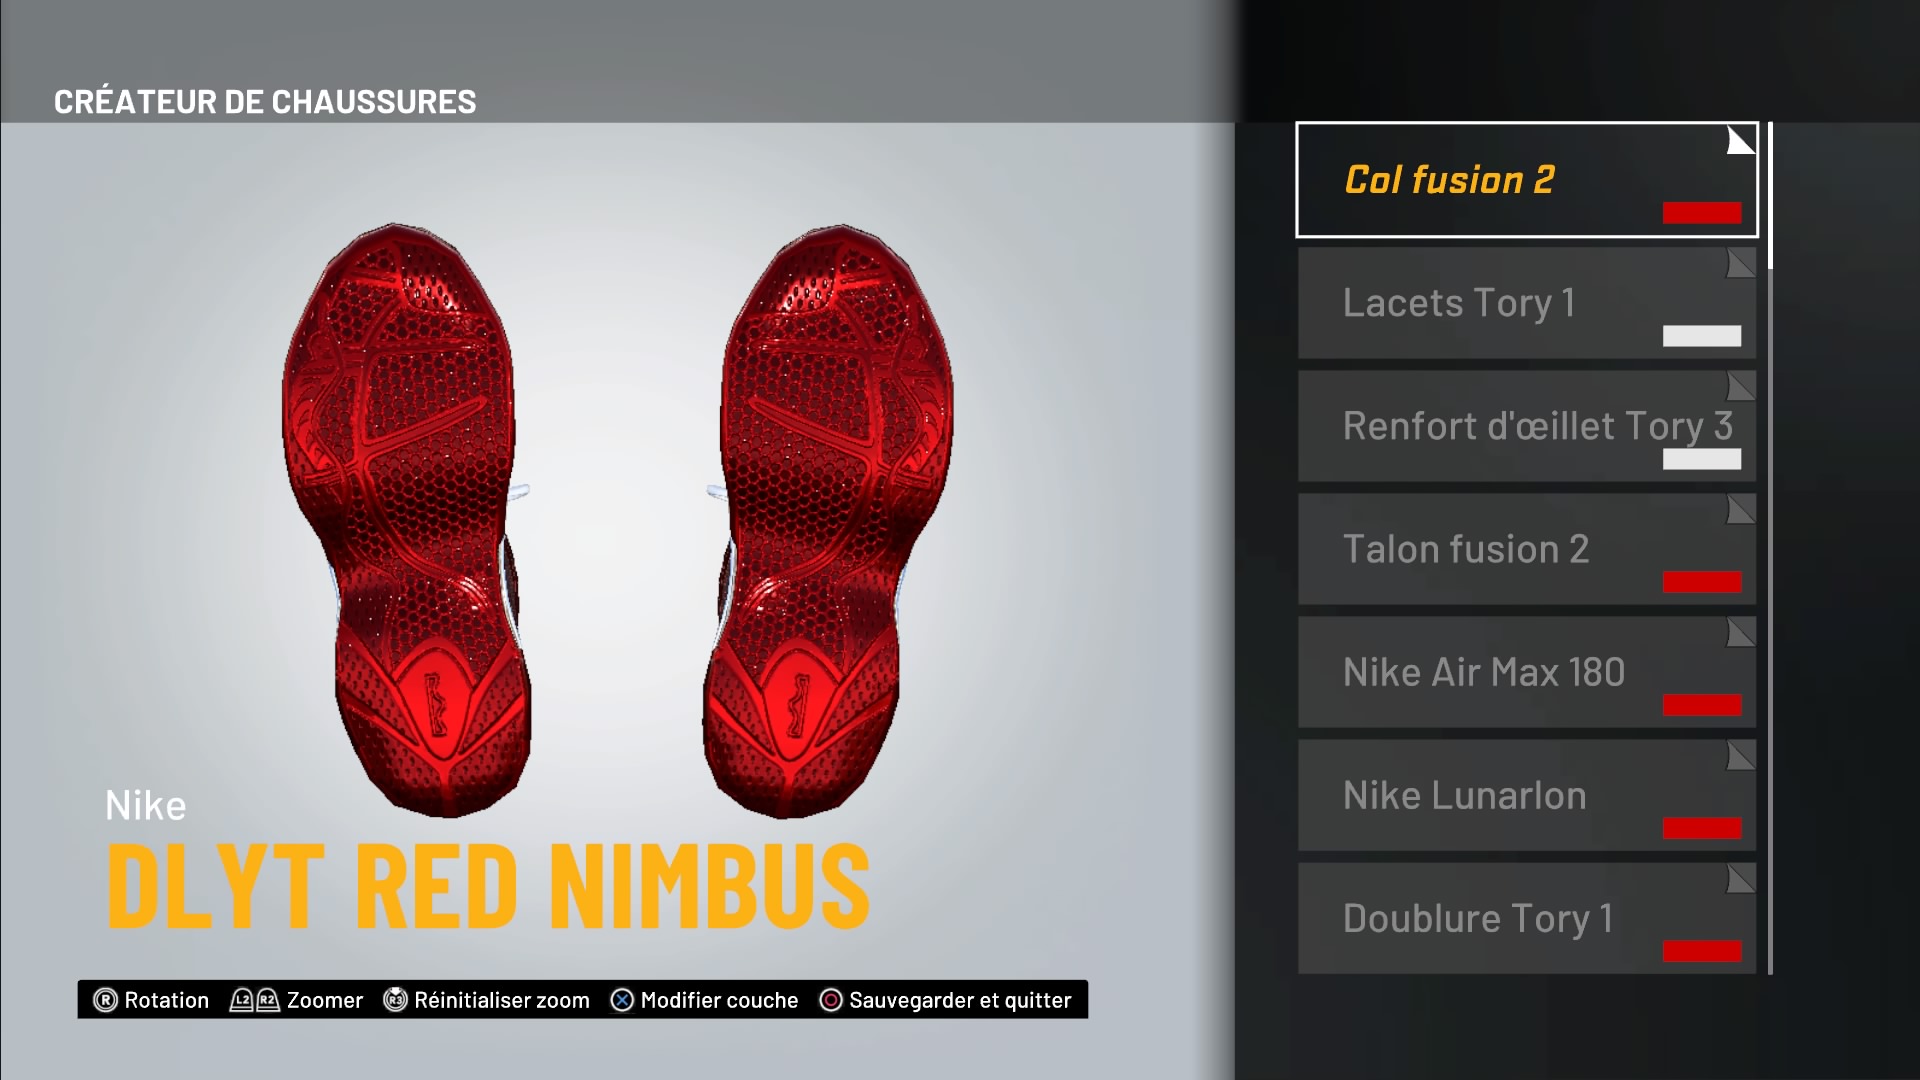 CRÉATEUR DE CHAUSSURES
Col fusion 2
Lacets Tory 1
Renfort d'œillet Tory 3
Talon fusion 2
Nike Air Max 180
Nike Lunarlon
Doublure Tory 1
Nike
DLYT RED NIMBUS
R Rotation L2 R2 Zoomer R3 Réinitialiser zoom Modifier couche Sauvegarder et quitter